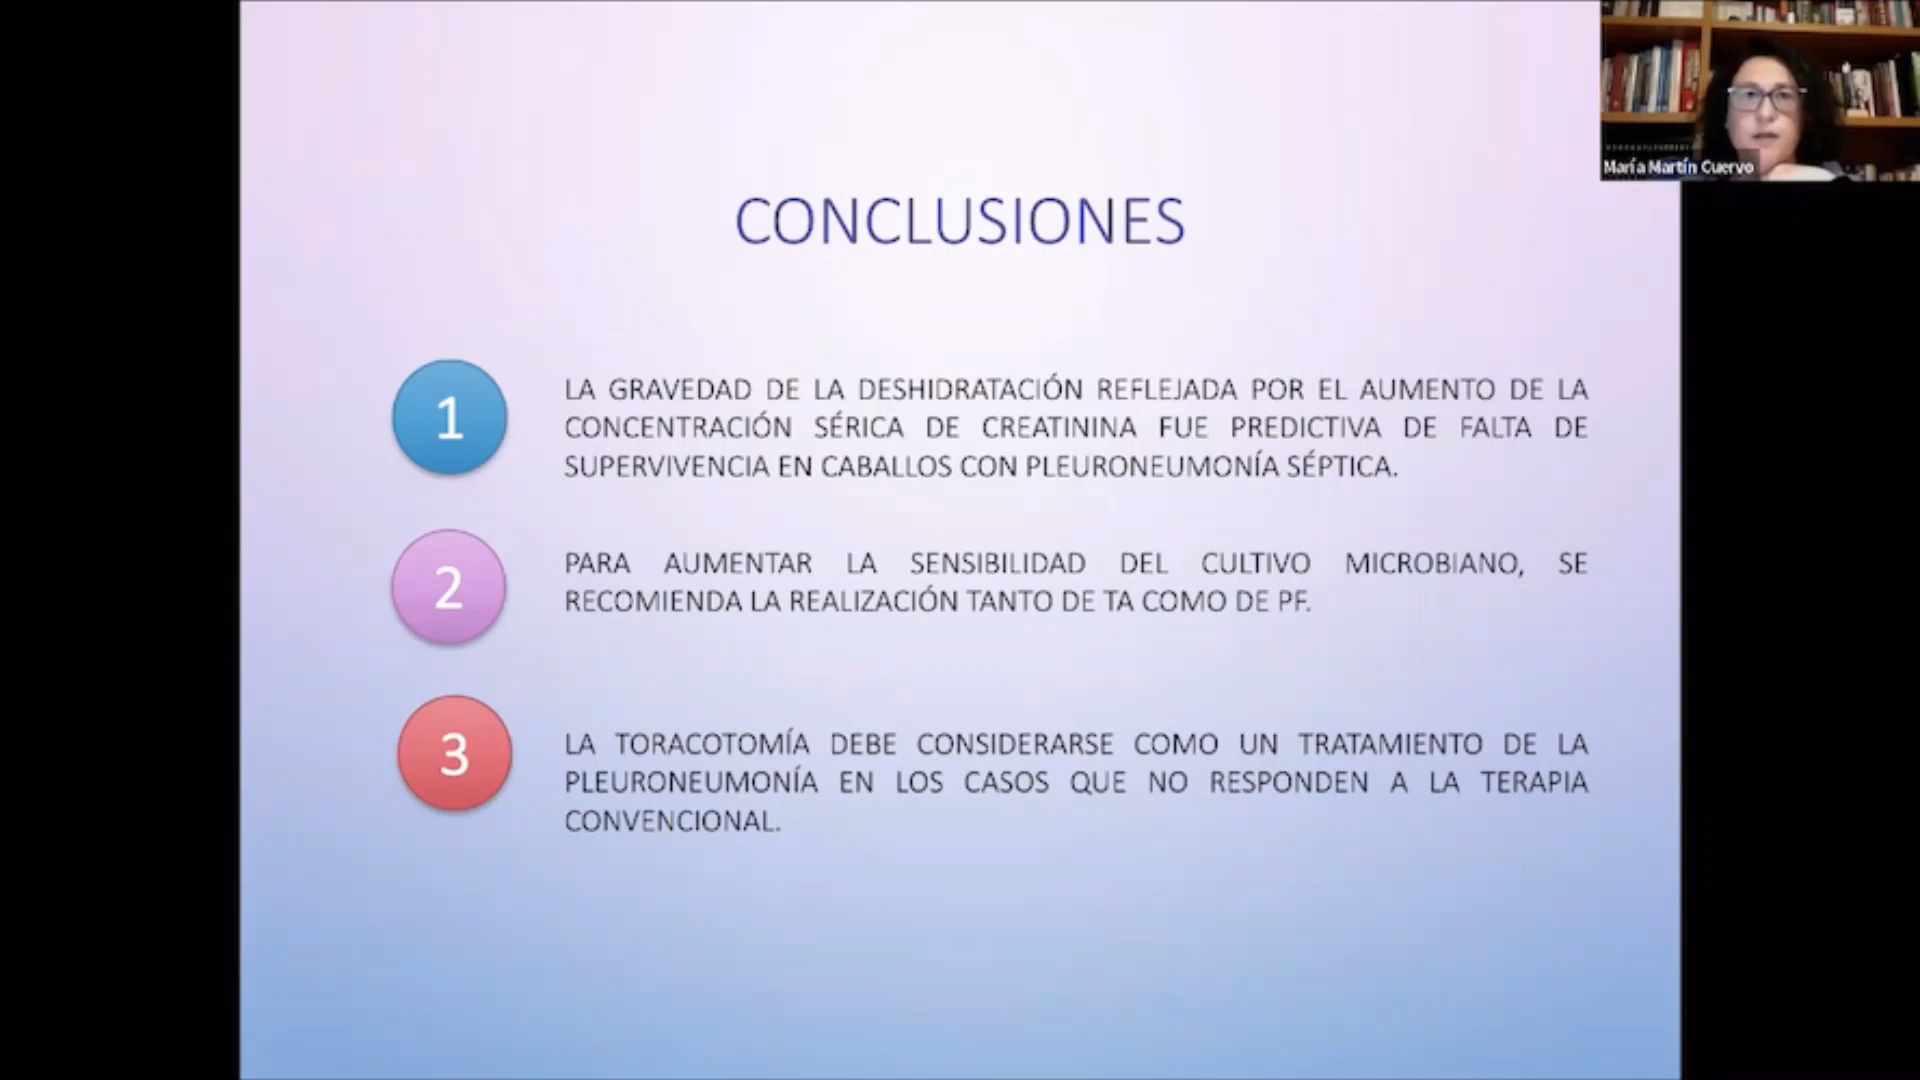 María Martín Cuervo
CONCLUSIONES
1
LA GRAVEDAD DE LA DESHIDRATACIÓN REFLEJADA POR EL AUMENTO DE LA
CONCENTRACIÓN SÉRICA DE CREATININA FUE PREDICTIVA DE FALTA DE
SUPERVIVENCIA EN CABALLOS CON PLEURONEUMONÍA SÉPTICA.
2
PARA AUMENTAR LA SENSIBILIDAD DEL CULTIVO MICROBIANO, SE
RECOMIENDA LA REALIZACIÓN TANTO DE TA COMO DE PF.
3
LA TORACOTOMÍA DEBE CONSIDERARSE COMO UN TRATAMIENTO DE LA
PLEURONEUMONÍA EN LOS CASOS QUE NO RESPONDEN A LA TERAPIA
CONVENCIONAL.